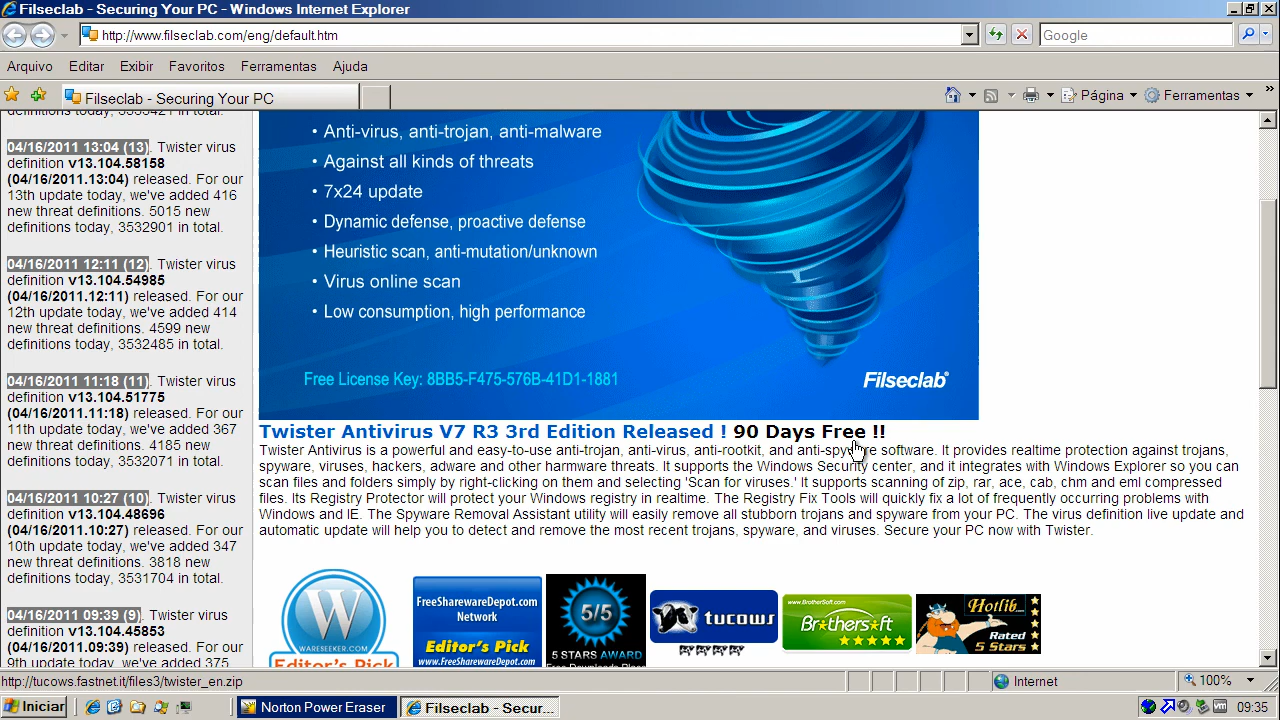 Filseclab - Securing Your PC - Windows Internet Explorer
http://www.filseclab.com/eng/default.htm
Google
Arquivo Editar Exibir Favoritos Ferramentas Ajuda
Filseclab - Securing Your PC
Página Ferramentas
04/16/2011 13:04 (13). Twister virus
definition v13.104.58158
(04/16/2011.13:04) released. For our
13th update today, we've added 416
new threat definitions. 5015 new
definitions today, 3532901 in total.
04/16/2011 12:11 (12). Twister virus
definition v13.104.54985
(04/16/2011.12:11) released. For our
12th update today, we've added 414
new threat definitions. 4599 new
definitions today, 3532485 in total.
04/16/2011 11:18 (11). Twister virus
definition v13.104.51775
(04/16/2011.11:18) released. For our
11th update today, we've added 367
new threat definitions. 4185 new
definitions today, 3532071 in total.
04/16/2011 10:27 (10). Twister virus
definition v13.104.48696
(04/16/2011.10:27) released. For our
10th update today, we've added 347
new threat definitions. 3818 new
definitions today, 3531704 in total.
04/16/2011 09:39 (9). Twister virus
definition v13.104.45853
(04/16/2011.09:39) released. For our
9th update today, we've added 375
• Anti-virus, anti-trojan, anti-malware
• Against all kinds of threats
• 7x24 update
• Dynamic defense, proactive defense
• Heuristic scan, anti-mutation/unknown
• Virus online scan
• Low consumption, high performance
Free License Key: 8BB5-F475-576B-41D1-1881
Filseclab®
Twister Antivirus V7 R3 3rd Edition Released ! 90 Days Free !!
Twister Antivirus is a powerful and easy-to-use anti-trojan, anti-virus, anti-rootkit, and anti-spyware software. It provides realtime protection against trojans,
spyware, viruses, hackers, adware and other harmware threats. It supports the Windows Security center, and it integrates with Windows Explorer so you can
scan files and folders simply by right-clicking on them and selecting 'Scan for viruses.' It supports scanning of zip, rar, ace, cab, chm and eml compressed
files. Its Registry Protector will protect your Windows registry in realtime. The Registry Fix Tools will quickly fix a lot of frequently occurring problems with
Windows and IE. The Spyware Removal Assistant utility will easily remove all stubborn trojans and spyware from your PC. The virus definition live update and
automatic update will help you to detect and remove the most recent trojans, spyware, and viruses. Secure your PC now with Twister.
W
WARESEEKER.COM
Editor's Pick
FreeSharewareDepot.com
Network
Editor's Pick
www.FreeSharewareDepot.com
5/5
5 STARS AWARD
tucows
www.BrotherSoft.com
Brothersoft
Hotlib
Rated
5 Stars
http://tucows.fastnet/files3/twister_en.zip
Internet
100%
Iniciar
Norton Power Eraser
Filseclab - Secur...
09:35